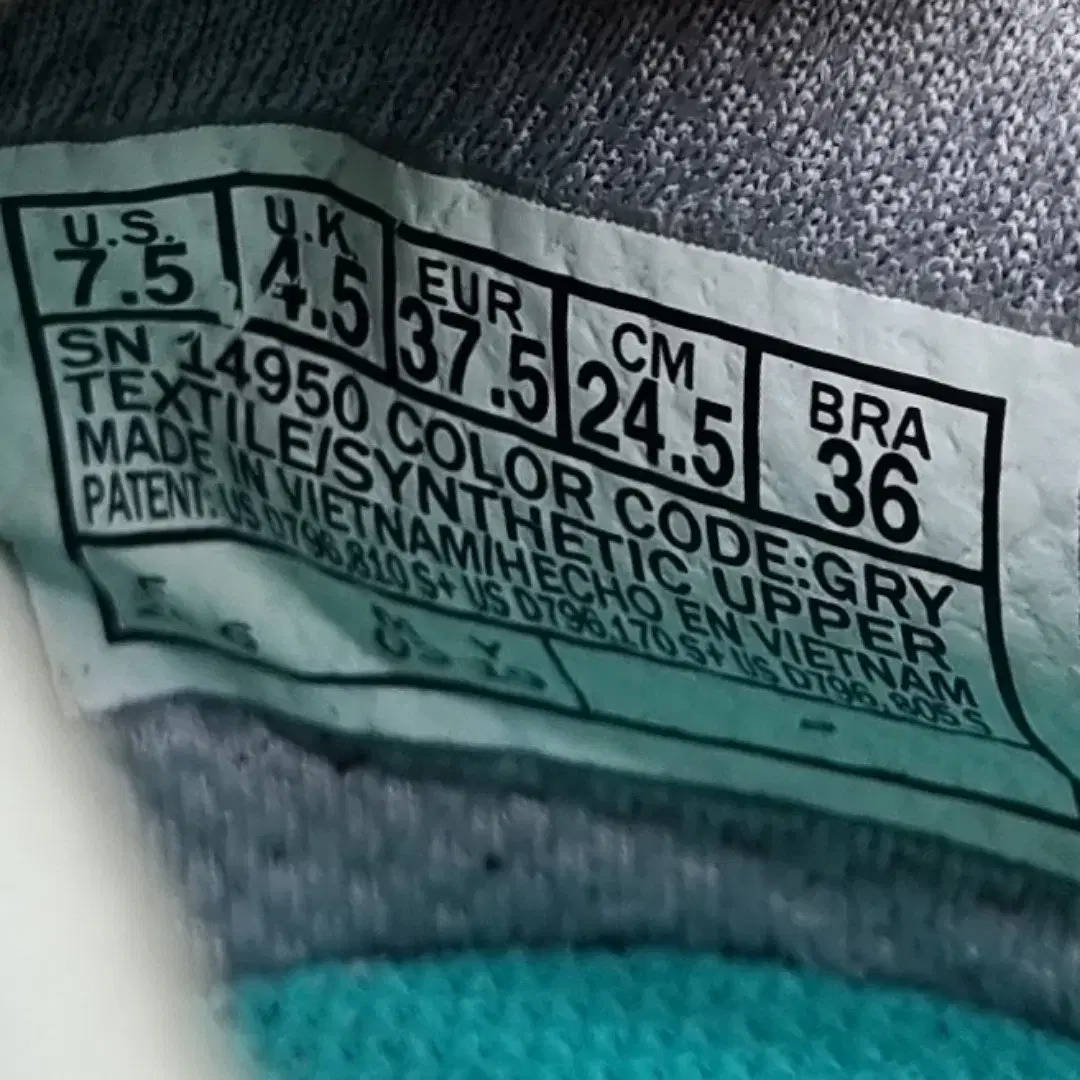 U.S. U.K EUR CM BRA
7.5 4.5 37.5 24.5 36
SN 14950 COLOR CODE:GRY
TEXTILE/SYNTHETIC UPPER
MADE IN VIETNAM/HECHO EN VIETNAM
PATENT: US D796,810 S+ US D796,170 S+ US D796,805 S